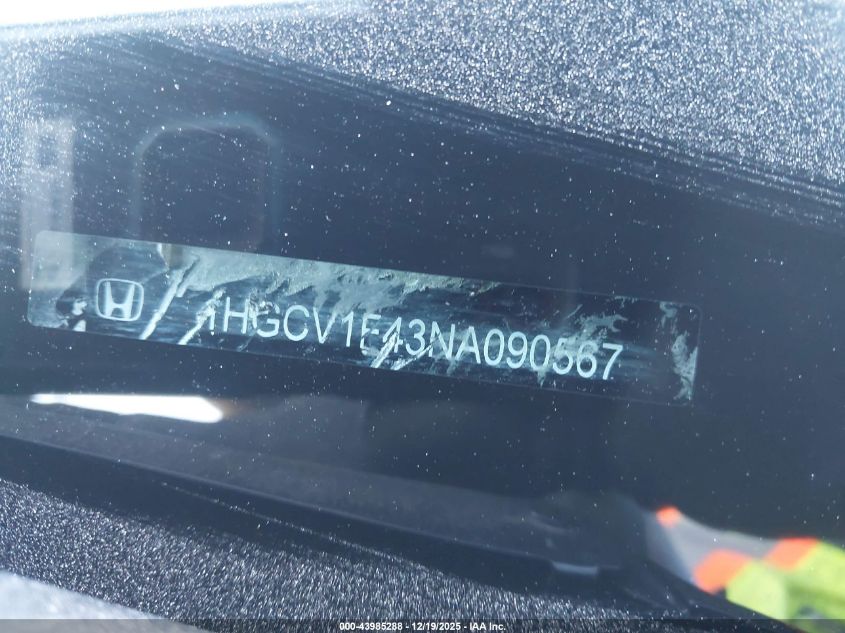 1HGCV1F43NA090567
000-43985288 - 12/19/2025 - IAA Inc.